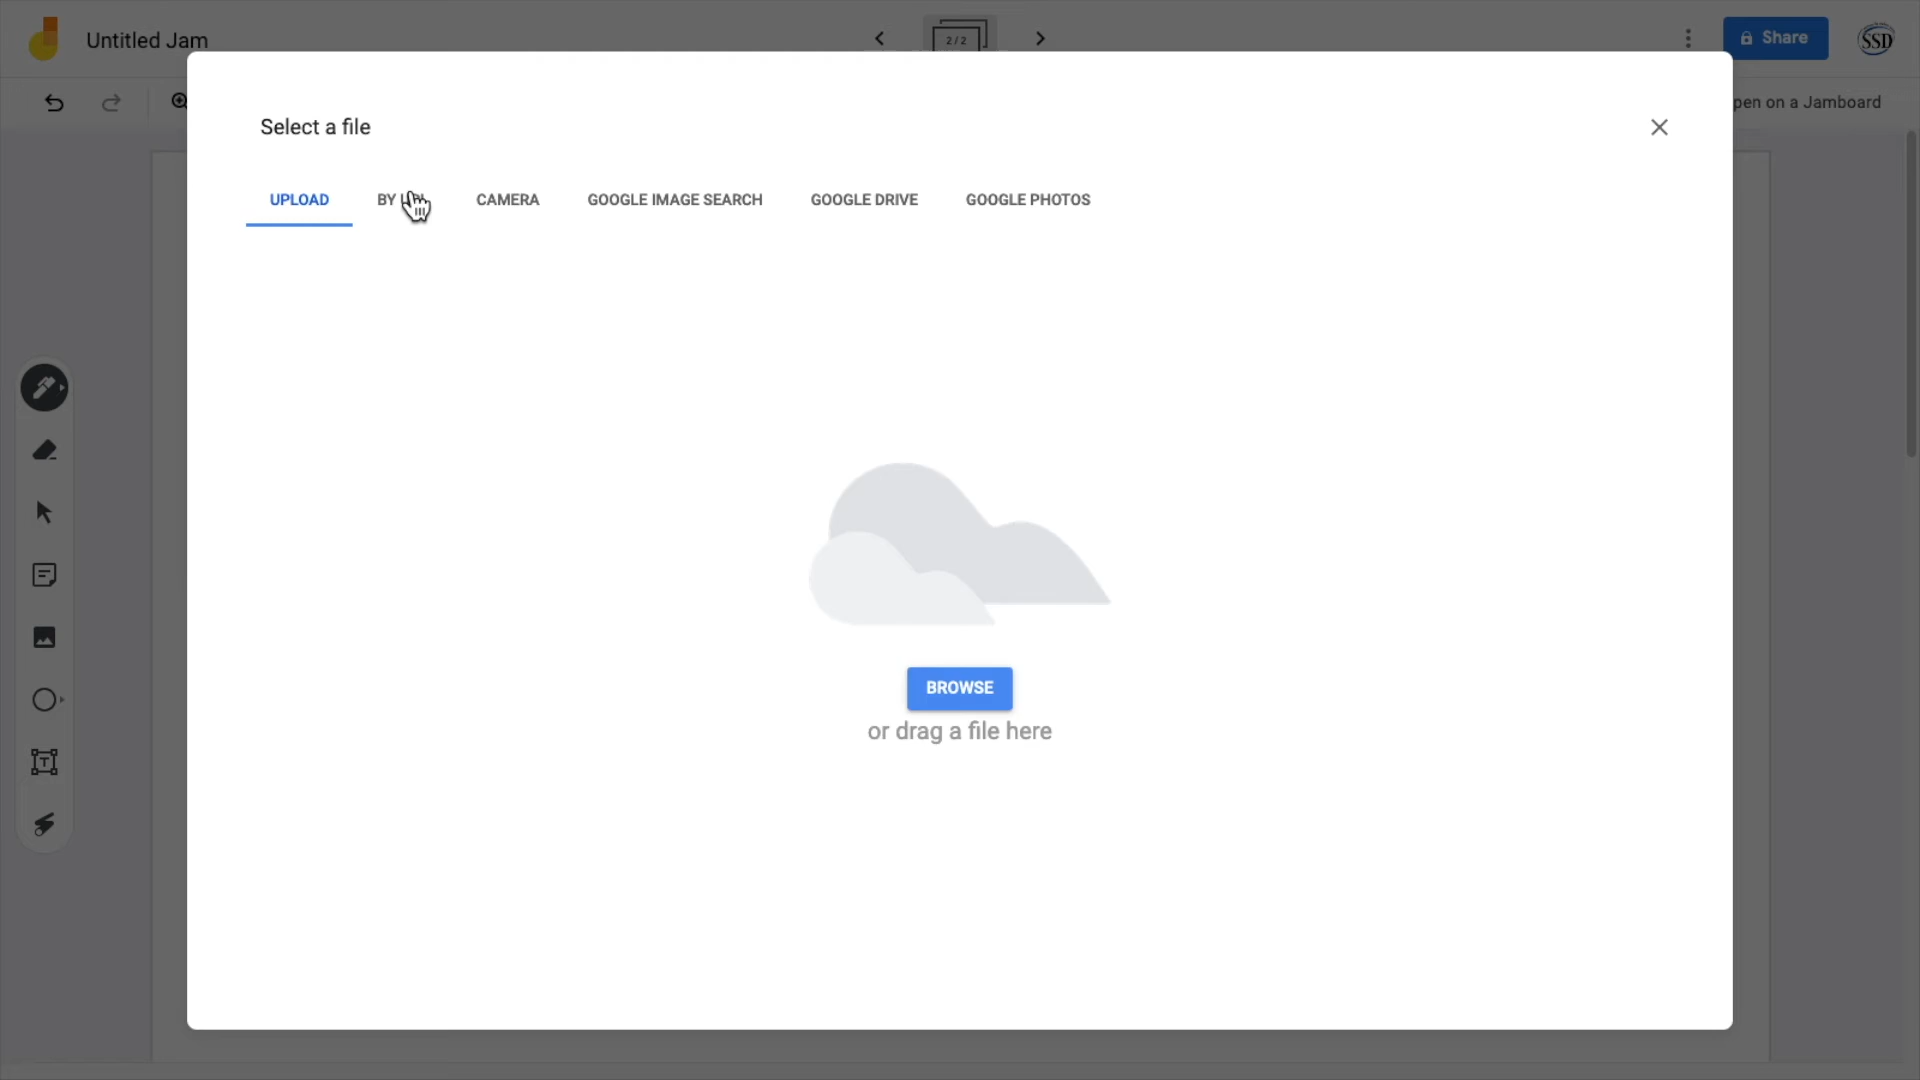 Untitled Jam
2/2
Share
SSD
pen on a Jamboard
Select a file
UPLOAD
BY
CAMERA
GOOGLE IMAGE SEARCH
GOOGLE DRIVE
GOOGLE PHOTOS
BROWSE
or drag a file here